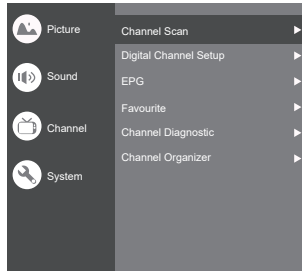 Picture
Sound
Channel
System
Channel Scan
Digital Channel Setup
EPG
Favourite
Channel Diagnostic
Channel Organizer